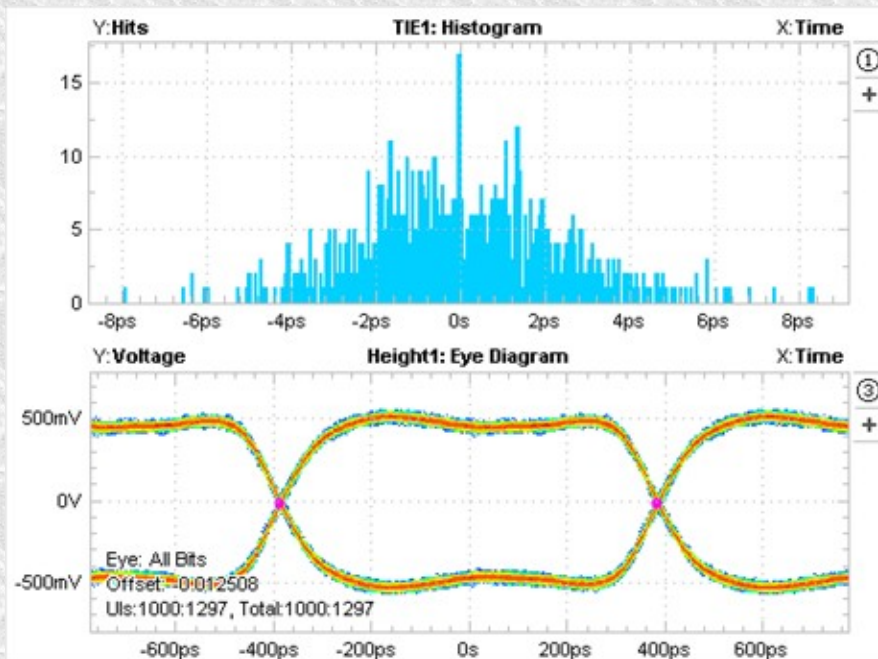 Y:Hits TIE1: Histogram X:Time
①
+
15
10
5
0
-8ps -6ps -4ps -2ps 0s 2ps 4ps 6ps 8ps
Y:Voltage Height1: Eye Diagram X:Time
③
+
500mV
0V
-500mV
Eye: All Bits
Offset:-0.012508
UIs:1000:1297, Total:1000:1297
-600ps -400ps -200ps 0s 200ps 400ps 600ps